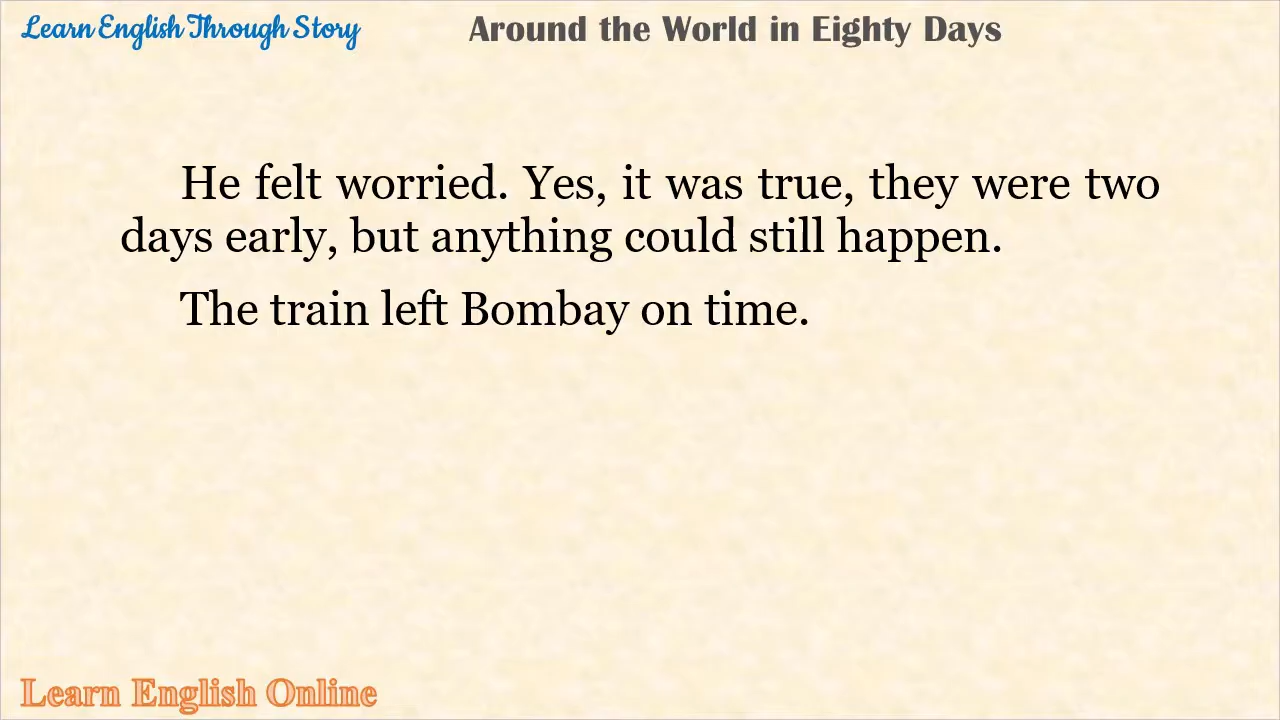 Learn English Through Story
Around the World in Eighty Days
He felt worried. Yes, it was true, they were two
days early, but anything could still happen.
The train left Bombay on time.
Learn English Online